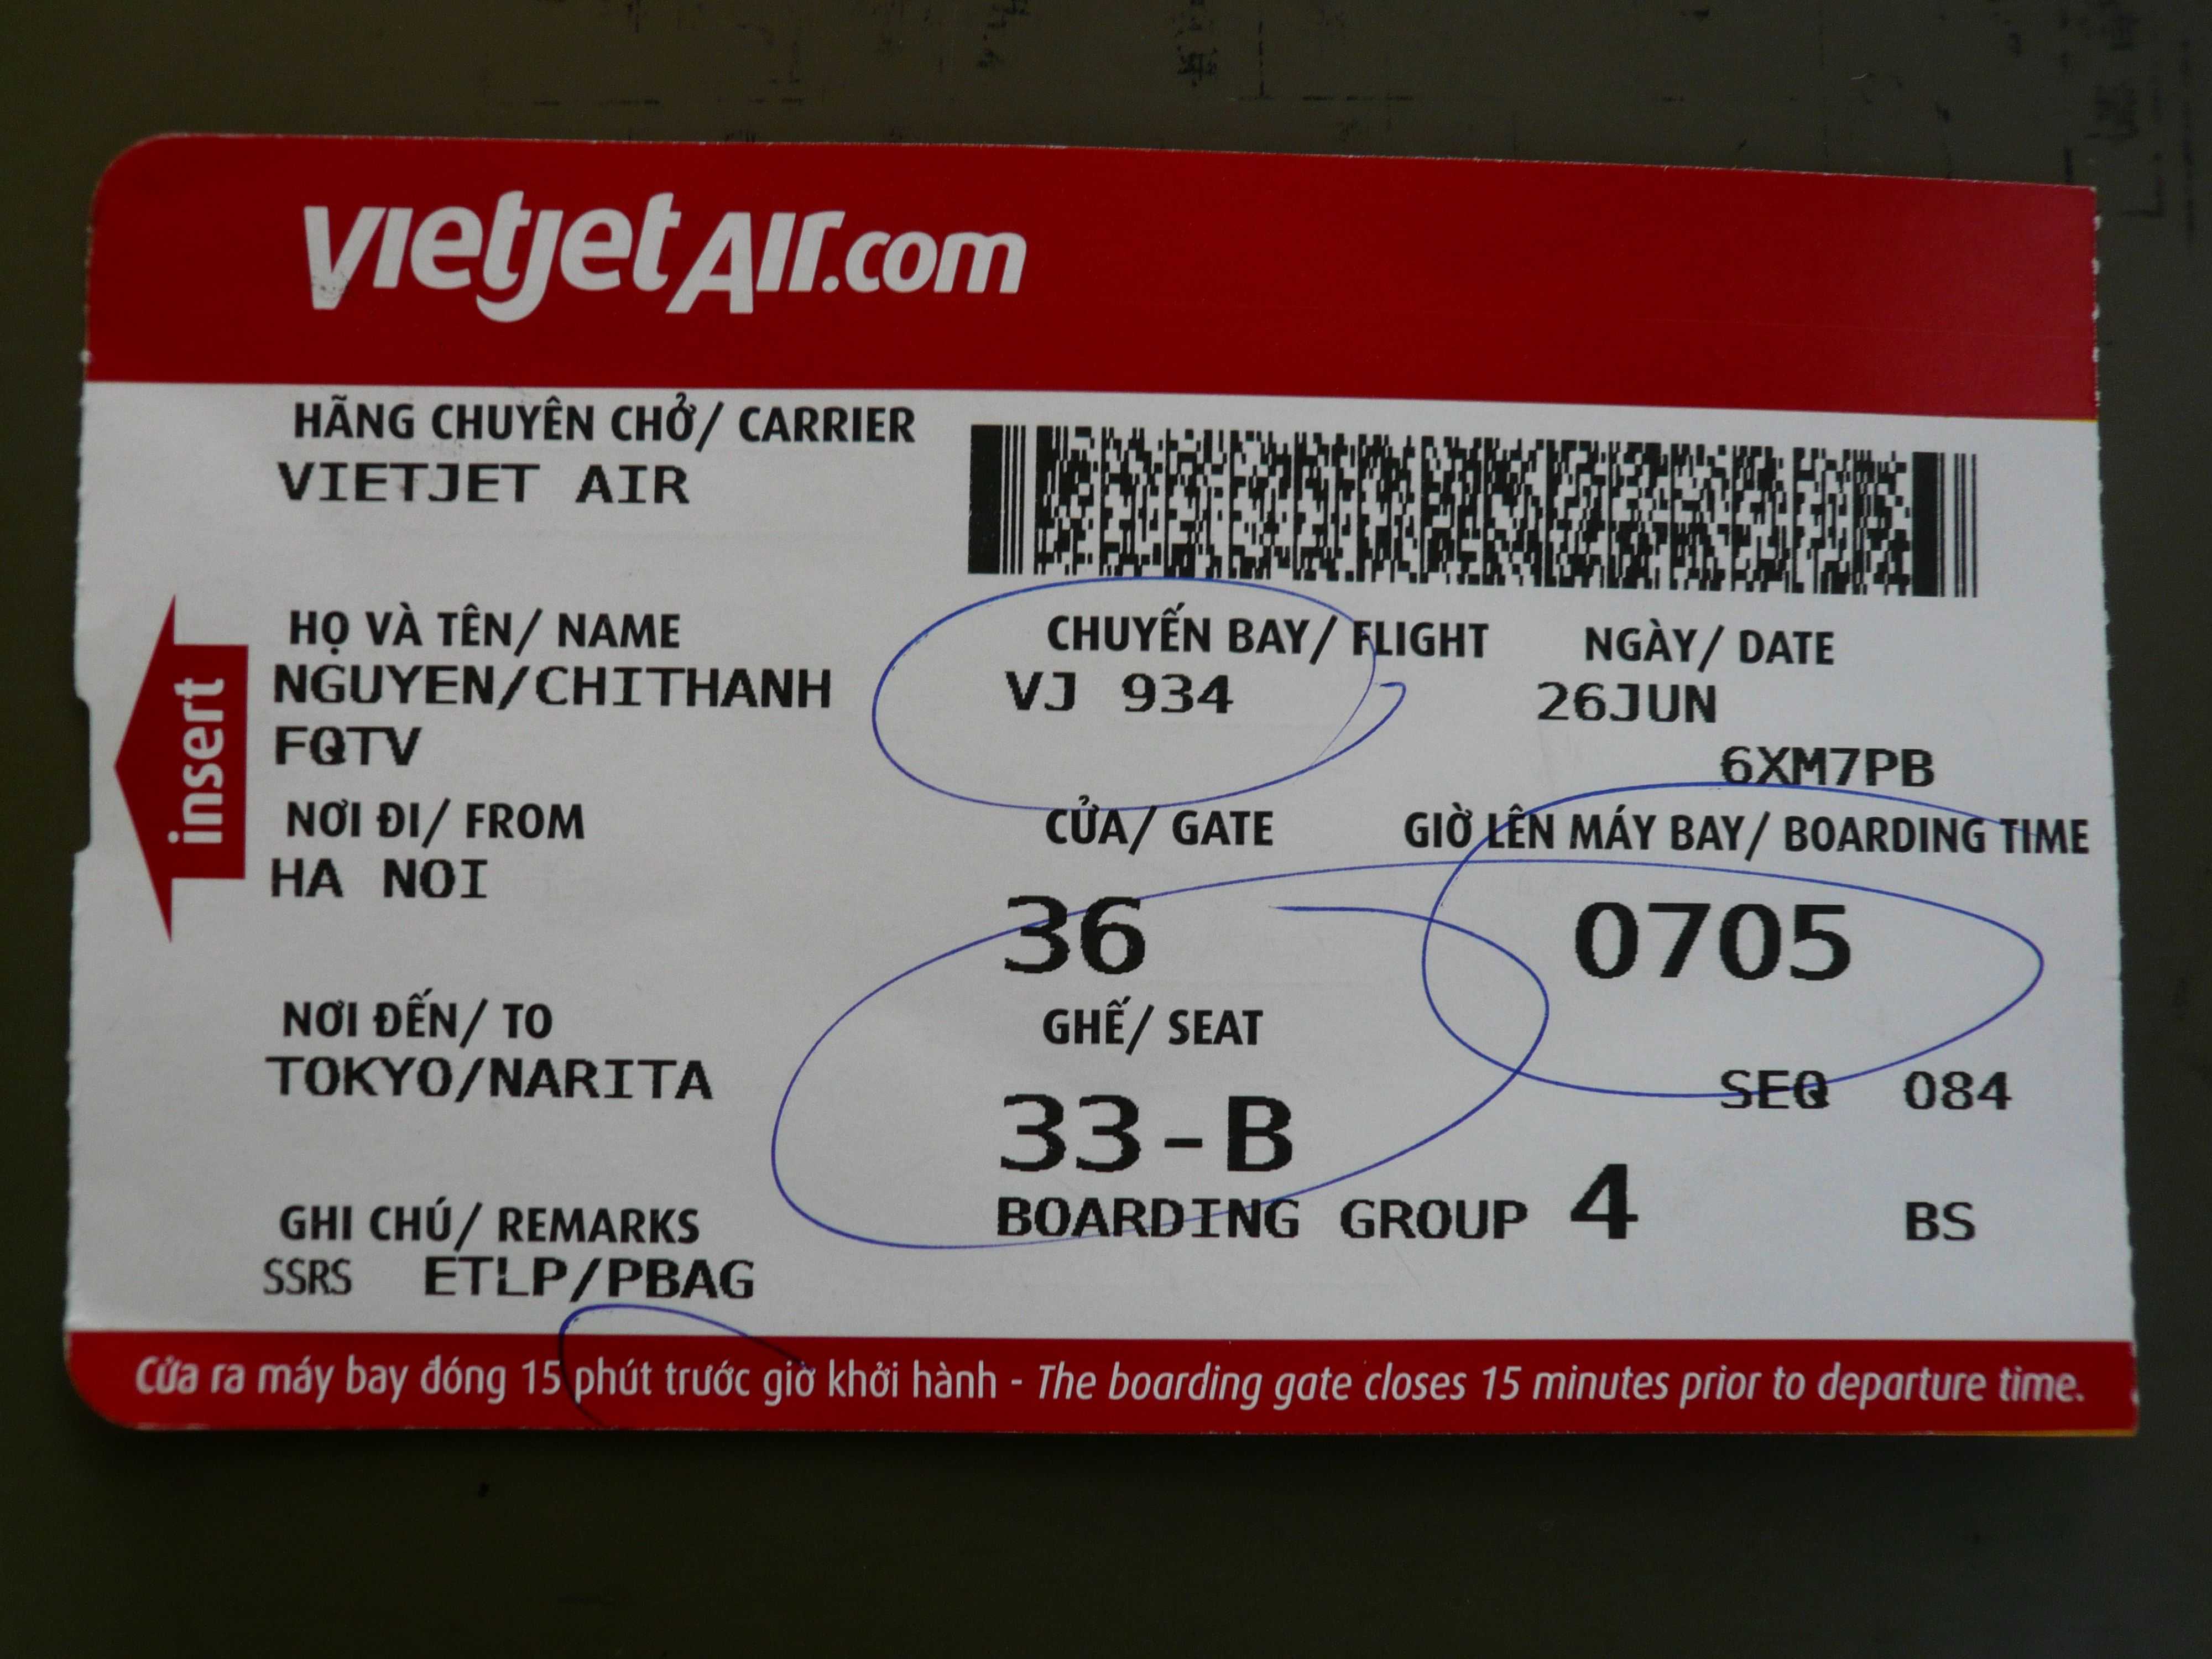 vietjetAir.com
HÃNG CHUYÊN CHỞ/ CARRIER
VIETJET AIR
HỌ VÀ TÊN/ NAME
NGUYEN/CHITHANH
FQTV
CHUYẾN BAY/ FLIGHT
VJ 934
NGÀY/ DATE
26JUN
6XM7PB
insert
NƠI ĐI/ FROM
HA NOI
CỬA/ GATE
36
GIỜ LÊN MÁY BAY/ BOARDING TIME
0705
NƠI ĐẾN/ TO
TOKYO/NARITA
GHẾ/ SEAT
33-B
SEQ 084
BOARDING GROUP 4 BS
GHI CHÚ/ REMARKS
SSRS ETLP/PBAG
Cửa ra máy bay đóng 15 phút trước giờ khởi hành - The boarding gate closes 15 minutes prior to departure time.